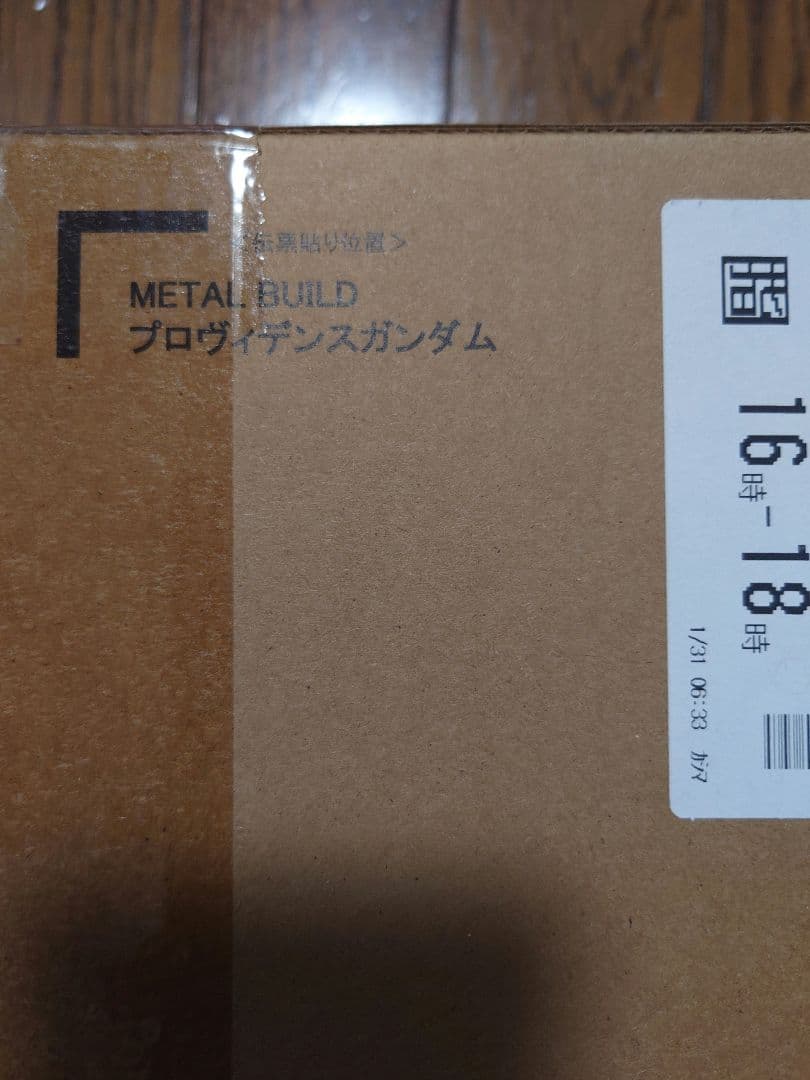 <伝票貼り位置>
METAL BUILD
プロヴィデンスガンダム
16時-18時
1/31 06:33